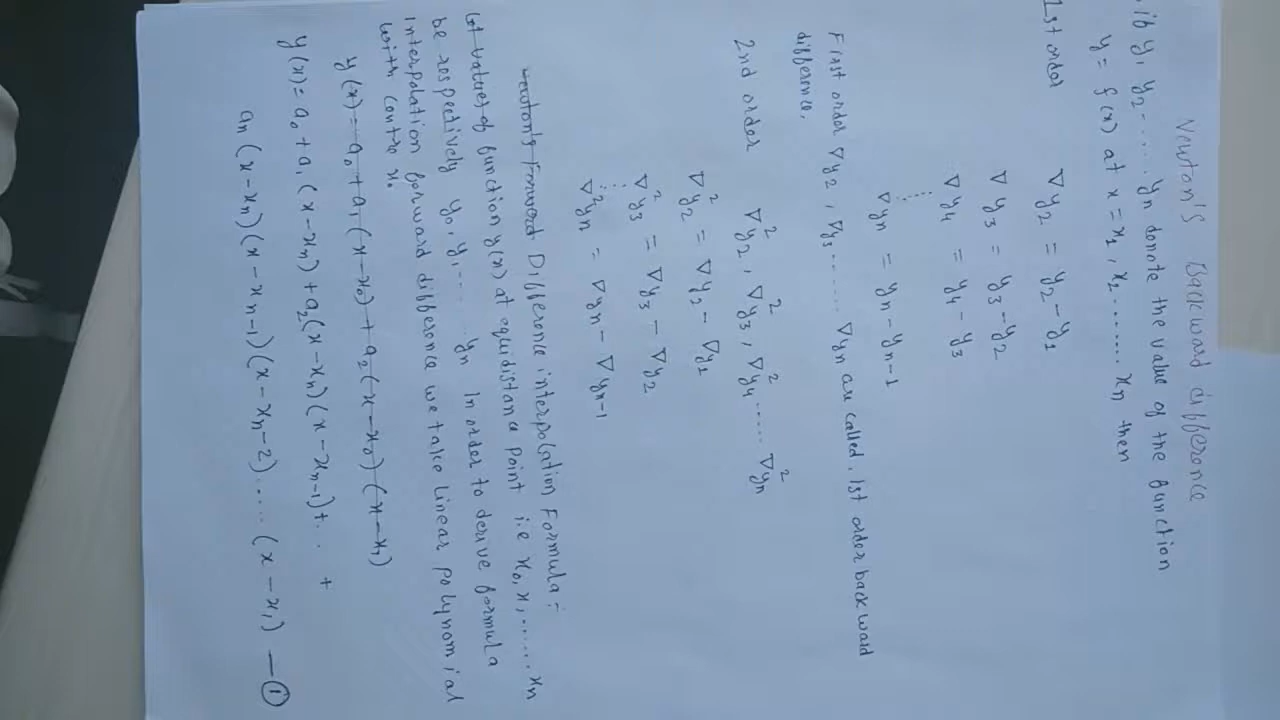 Newton's Backward difference
if y₁ y₂ ..... yₙ donote the value of the function
y = f(x) at x = x₁, x₂ ....... xₙ then
1st order
∇y₂ = y₂ - y₁
∇y₃ = y₃ - y₂
∇y₄ = y₄ - y₃
⋮
∇yₙ = yₙ - yₙ₋₁
First order ∇y₂, ∇y₃ ...... ∇yₙ are called, 1st order backward
difference.
2nd order ∇²y₂, ∇²y₃, ∇²y₄ ..... ∇²yₙ
∇²y₂ = ∇y₂ - ∇y₁
∇²y₃ = ∇y₃ - ∇y₂
⋮
∇²yₙ = ∇yₙ - ∇yₙ₋₁
Newton's Forward Difference interpolation Formula :-
let values of function y(x) at equidistance point i.e x₀, x, ...... xₙ
be rospectively y₀, y₁ .... yₙ In order to derive formula
interpolation forward difference we take linear polynomial
with contro x₀
y(x) = a₀ + a₁ (x - x₀) + a₂ (x - x₀) (x - x₁)
y(x) = a₀ + a₁ (x - xₙ) + a₂ (x - xₙ) (x - xₙ₋₁) + .. +
aₙ (x - xₙ) (x - xₙ₋₁) (x - xₙ₋₂) ..... (x - x₁) — ①